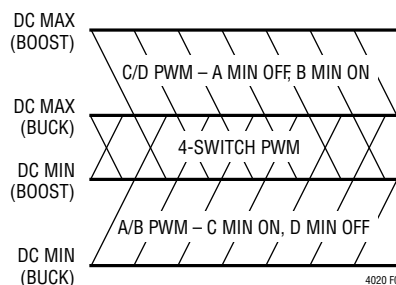 DC MAX
(BOOST)
C/D PWM – A MIN OFF, B MIN ON
DC MAX
(BUCK)
4-SWITCH PWM
DC MIN
(BOOST)
A/B PWM – C MIN ON, D MIN OFF
DC MIN
(BUCK)